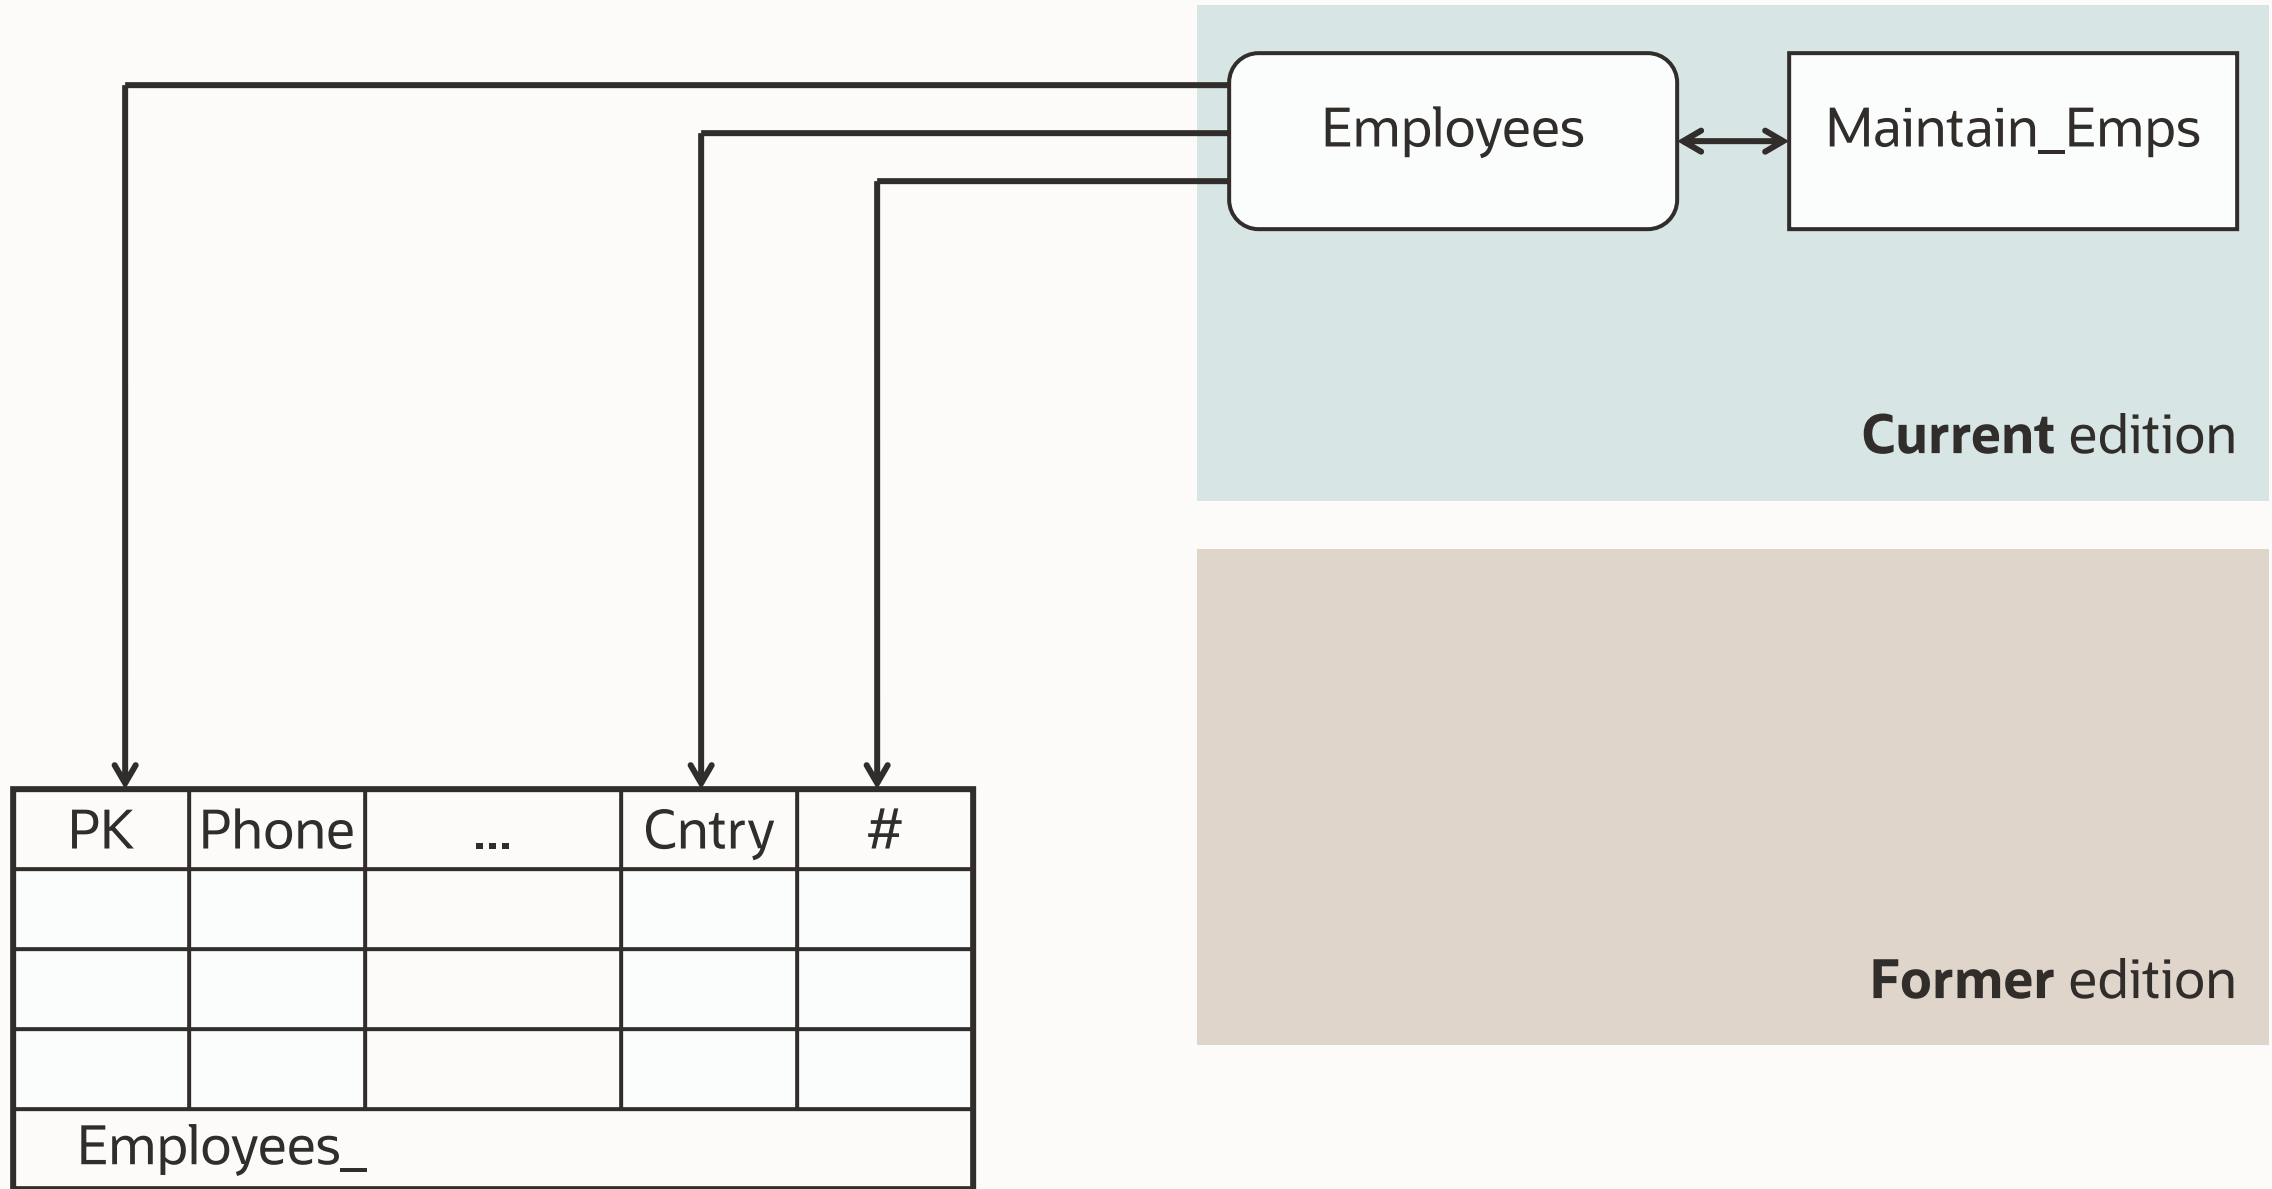 Employees
Maintain_Emps
Current edition
Former edition
PK Phone ... Cntry #
Employees_